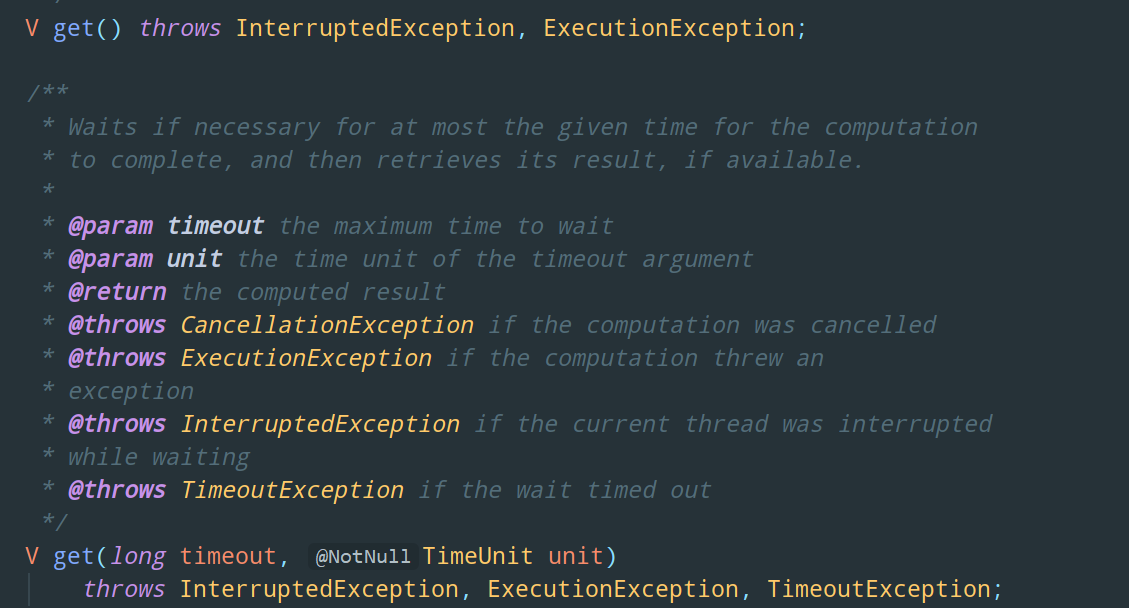 V get() throws InterruptedException, ExecutionException;
/**
* Waits if necessary for at most the given time for the computation
* to complete, and then retrieves its result, if available.
*
* @param timeout the maximum time to wait
* @param unit the time unit of the timeout argument
* @return the computed result
* @throws CancellationException if the computation was cancelled
* @throws ExecutionException if the computation threw an
* exception
* @throws InterruptedException if the current thread was interrupted
* while waiting
* @throws TimeoutException if the wait timed out
*/
V get(long timeout, @NotNull TimeUnit unit)
throws InterruptedException, ExecutionException, TimeoutException;